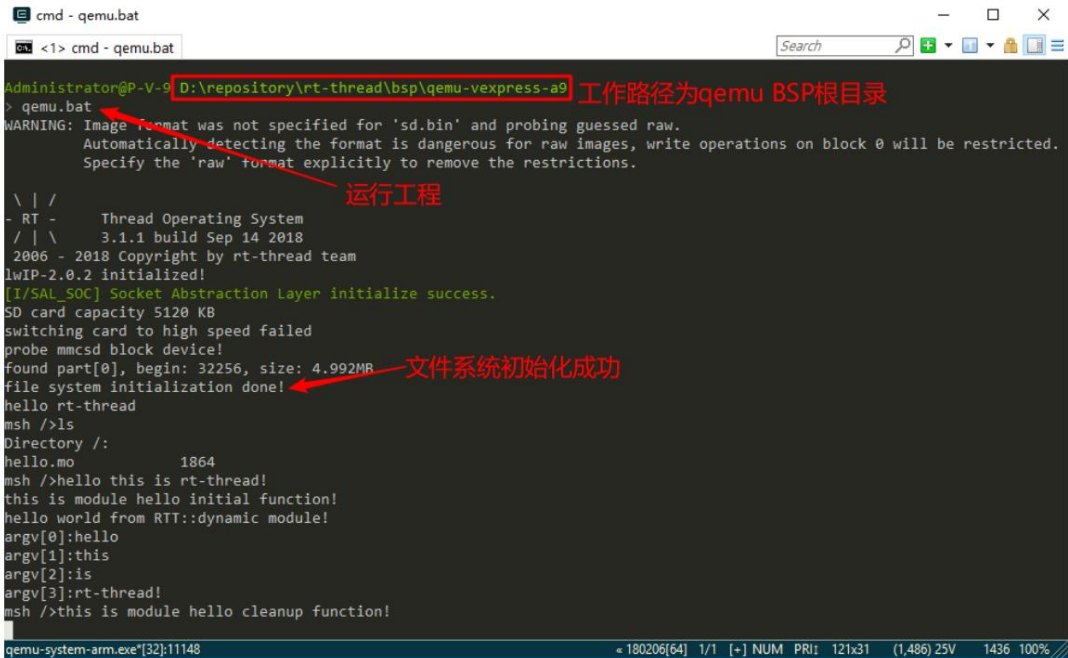 cmd - qemu.bat
<1> cmd - qemu.bat
Search
Administrator@P-V-9 D:\repository\rt-thread\bsp\qemu-vexpress-a9 工作路径为qemu BSP根目录
> qemu.bat
WARNING: Image format was not specified for 'sd.bin' and probing guessed raw.
Automatically detecting the format is dangerous for raw images, write operations on block 0 will be restricted.
Specify the 'raw' format explicitly to remove the restrictions.
运行工程
\ | /
- RT -     Thread Operating System
/ | \     3.1.1 build Sep 14 2018
2006 - 2018 Copyright by rt-thread team
lwIP-2.0.2 initialized!
[I/SAL_SOC] Socket Abstraction Layer initialize success.
SD card capacity 5120 KB
switching card to high speed failed
probe mmcsd block device!
found part[0], begin: 32256, size: 4.992MB
文件系统初始化成功
file system initialization done!
hello rt-thread
msh />ls
Directory /:
hello.mo            1864
msh />hello this is rt-thread!
this is module hello initial function!
hello world from RTT::dynamic module!
argv[0]:hello
argv[1]:this
argv[2]:is
argv[3]:rt-thread!
msh />this is module hello cleanup function!
qemu-system-arm.exe*[32]:11148 « 180206[64] 1/1 [+] NUM PRI↕ 121x31 (1,486) 25V 1436 100%